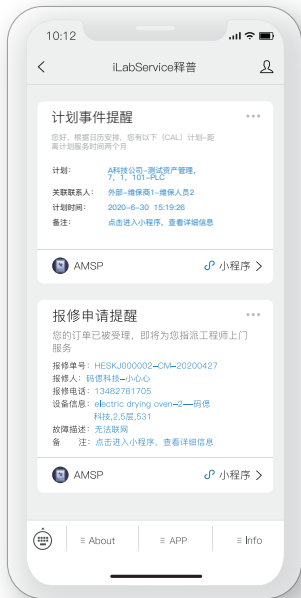 10:12
iLabService释普
计划事件提醒
您好，根据日历安排，您有以下（CAL）计划-距
离计划服务时间两个月
计划： A科技公司-测试资产管理，
7，1，101-PLC
关联联系人： 外部-维保商1-维保人员2
计划时间： 2020-6-30 15:19:26
备注： 点击进入小程序，查看详细信息
AMSP 小程序
报修申请提醒
您的订单已被受理，即将为您指派工程师上门
服务
报修单号：HESKJ000002-CM-20200427
报修人：码偲科技-小心心
报修电话：13482781705
设备信息：electric drying oven-2—码偲
科技,2,5层,531
故障描述：无法联网
备 注：点击进入小程序，查看详细信息
AMSP 小程序
About APP Info